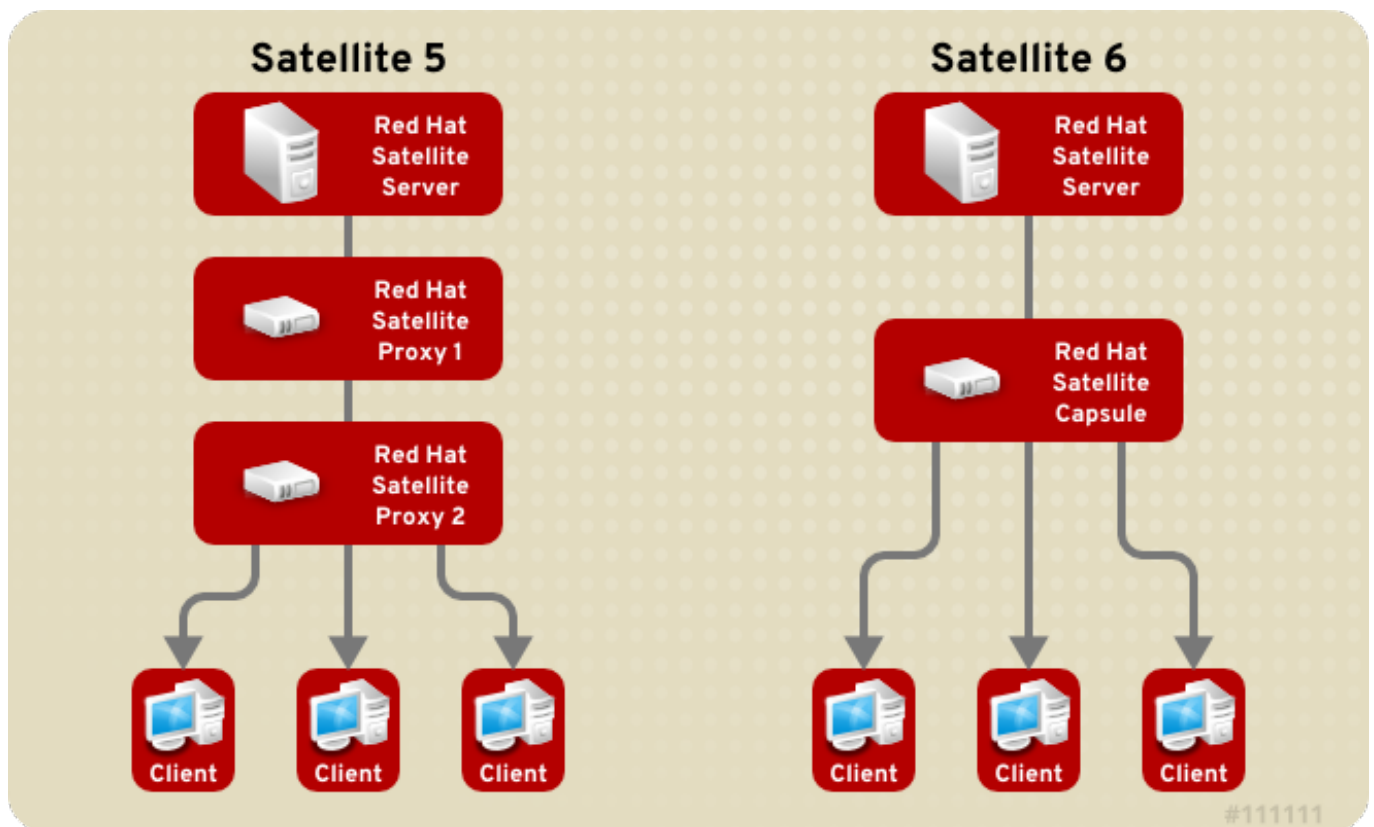 Satellite 5
Red Hat
Satellite
Server
Red Hat
Satellite
Proxy 1
Red Hat
Satellite
Proxy 2
Client
Client
Client
Satellite 6
Red Hat
Satellite
Server
Red Hat
Satellite
Capsule
Client
Client
Client
#111111